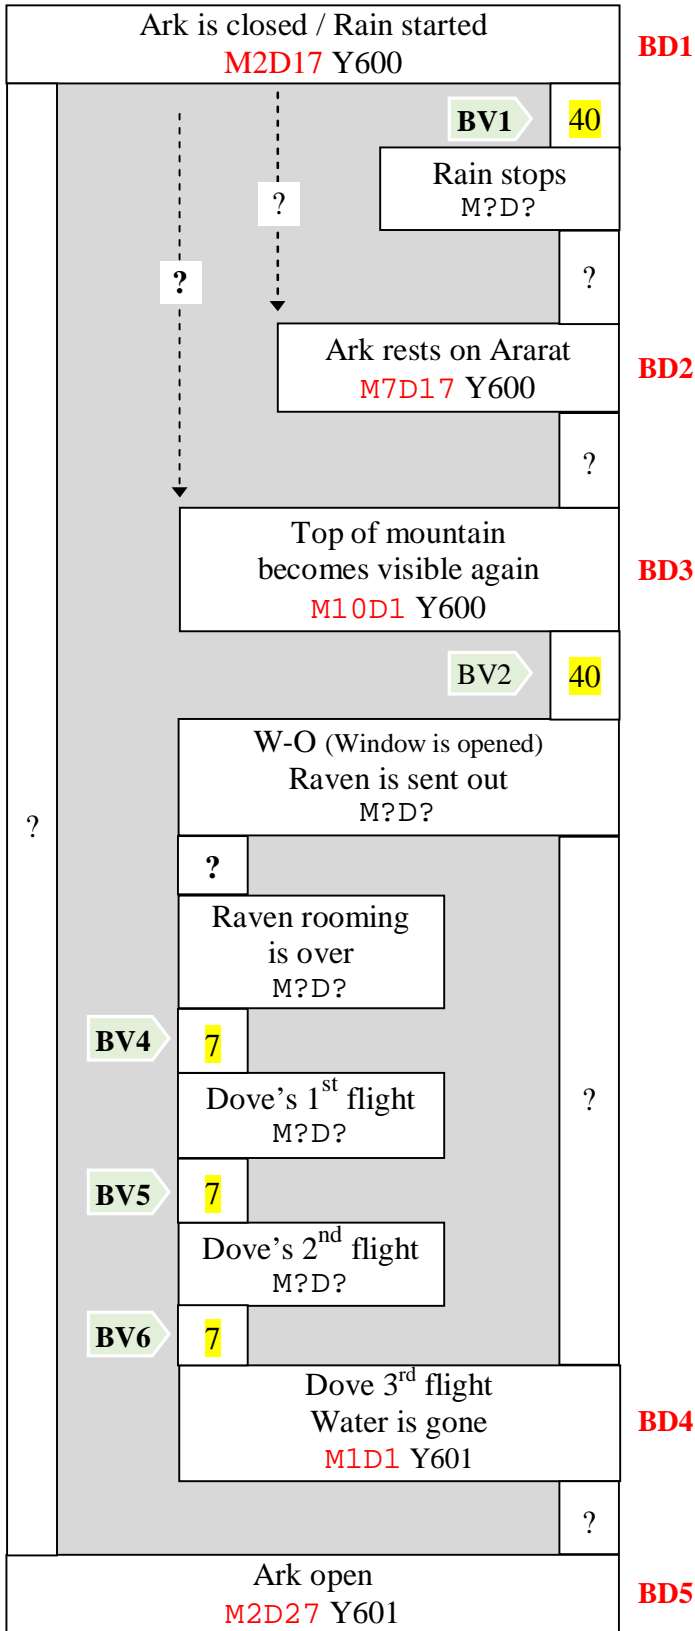 Ark is closed / Rain started
M2D17 Y600
BD1
BV1
40
Rain stops
M?D?
?
?
?
Ark rests on Ararat
M7D17 Y600
BD2
?
Top of mountain
becomes visible again
M10D1 Y600
BD3
BV2
40
W-O (Window is opened)
Raven is sent out
M?D?
?
?
Raven rooming
is over
M?D?
BV4
7
Dove's 1st flight
M?D?
?
BV5
7
Dove's 2nd flight
M?D?
BV6
7
Dove 3rd flight
Water is gone
M1D1 Y601
BD4
?
Ark open
M2D27 Y601
BD5